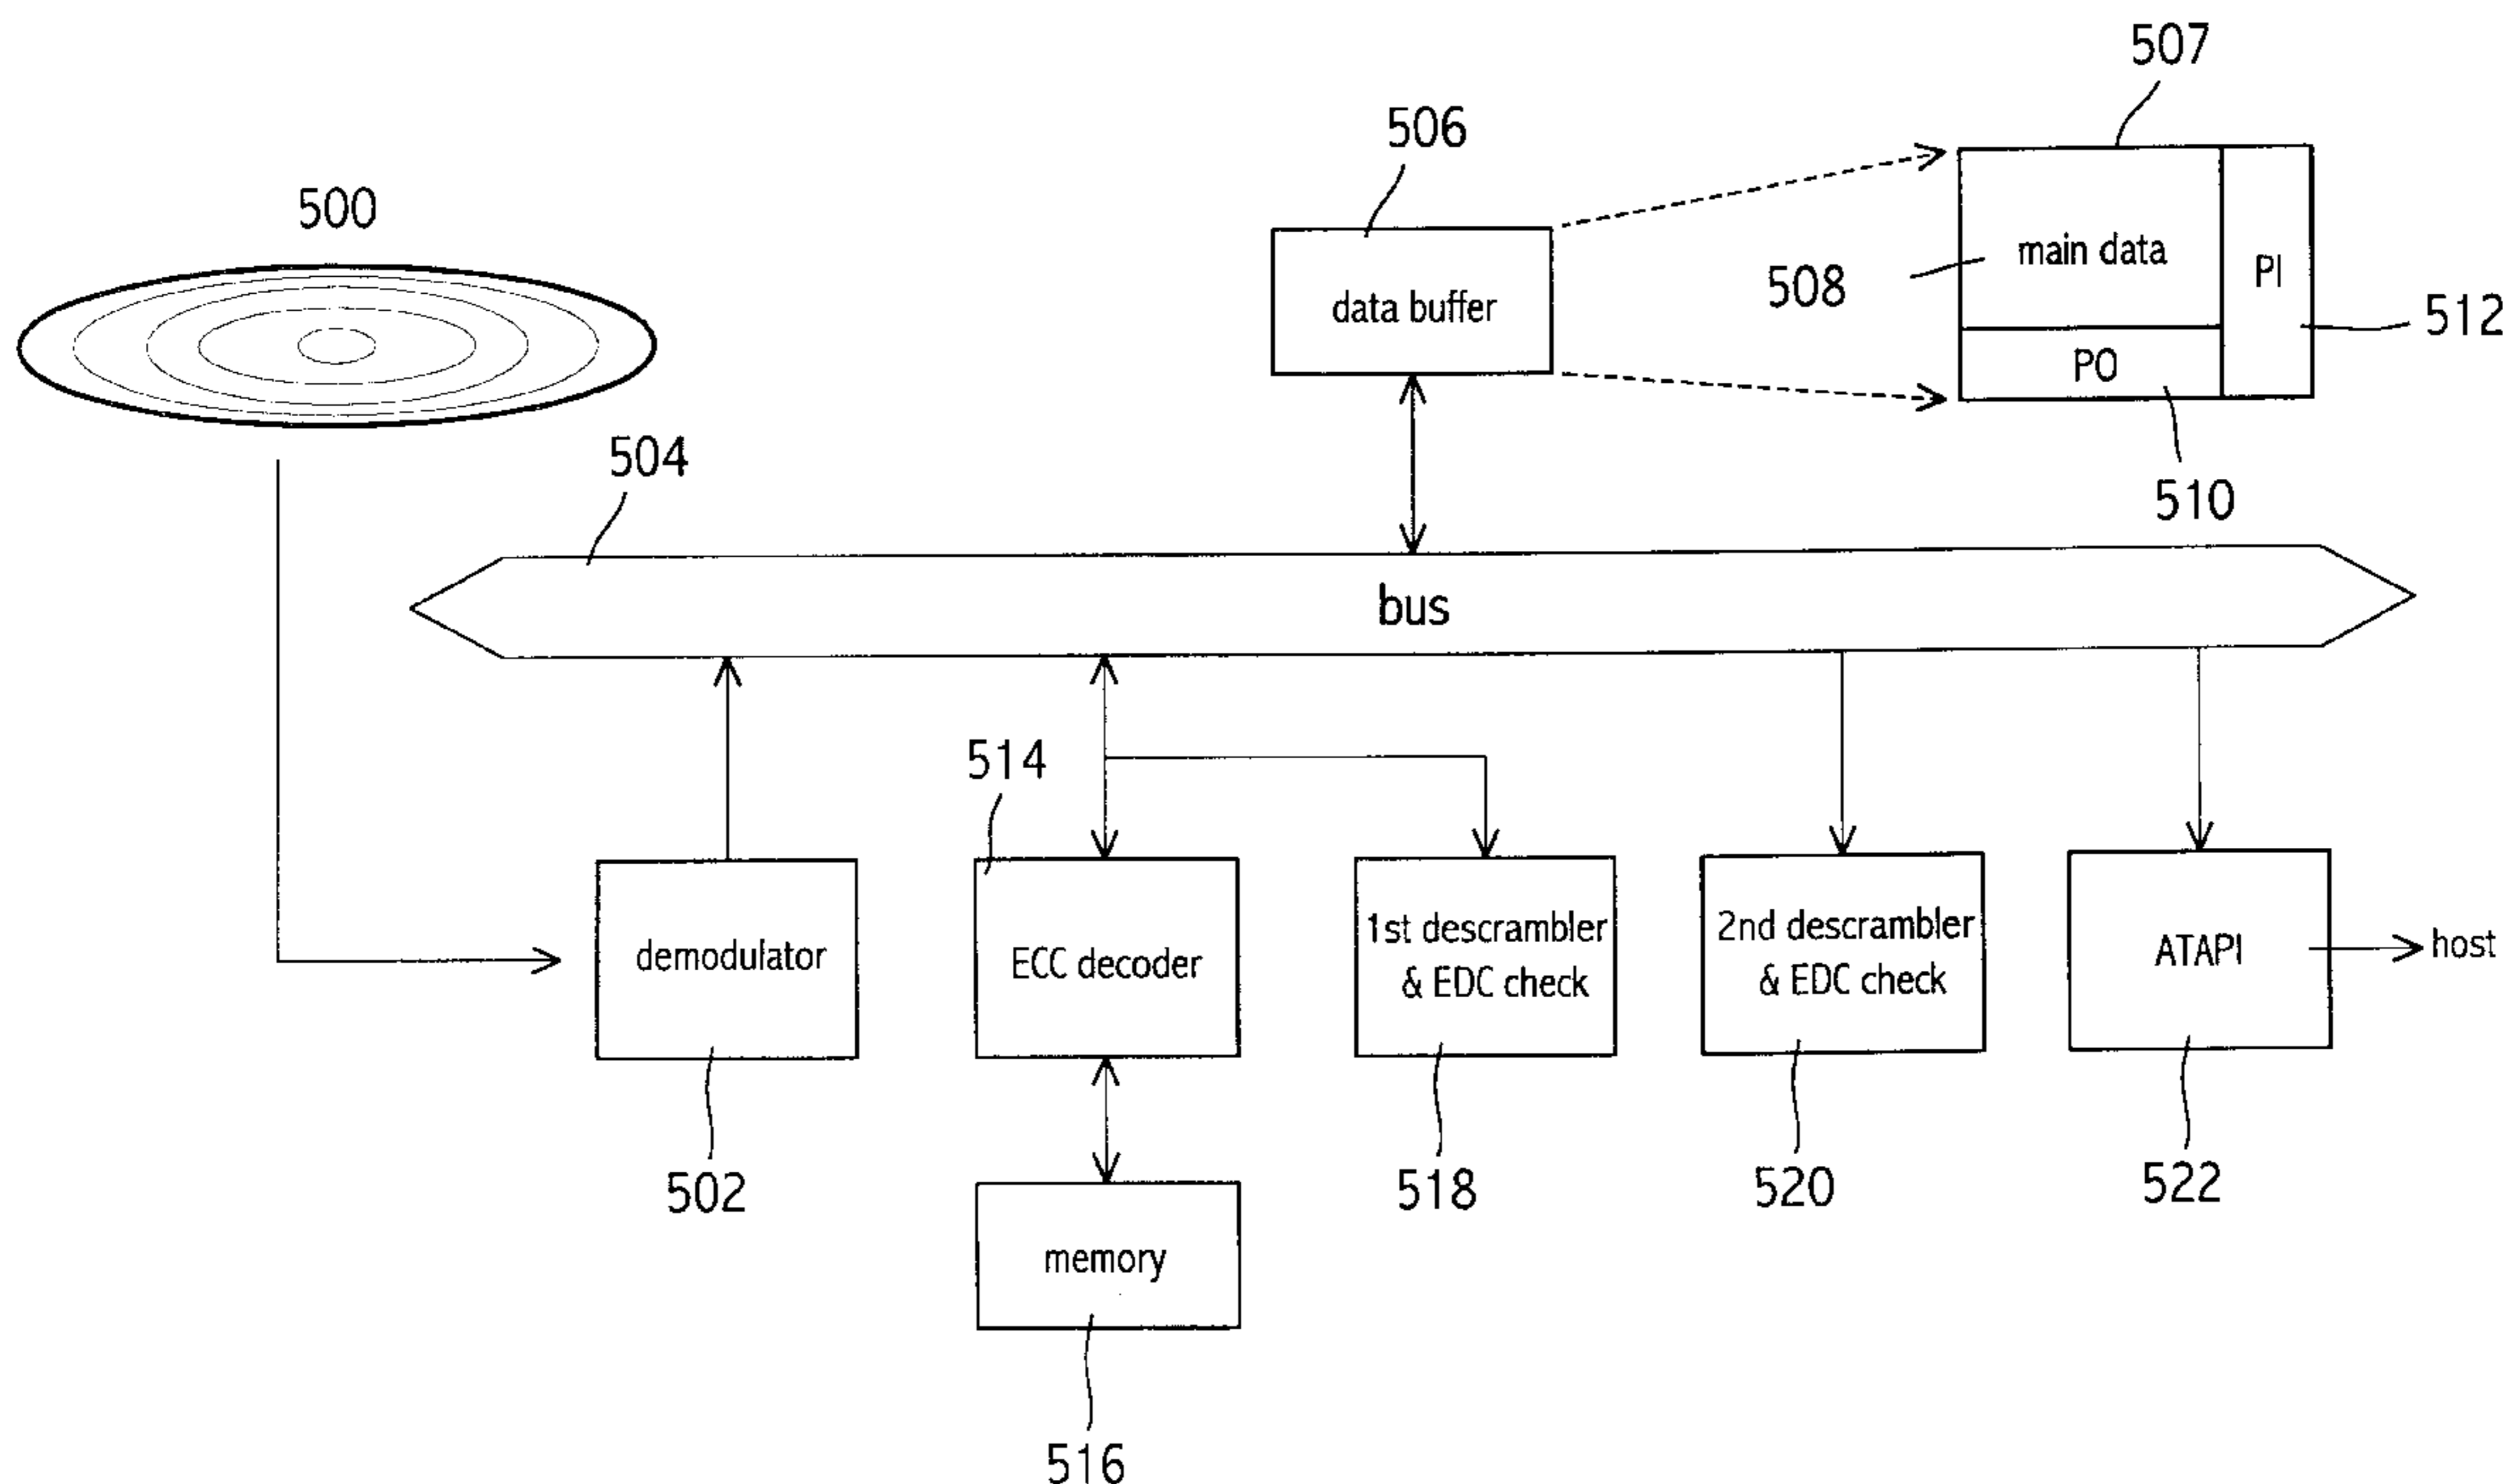 507
506
500
main data
PI
508
data buffer
512
PO
504
510
bus
514
demodulator
ECC decoder
1st descrambler
& EDC check
2nd descrambler
& EDC check
ATAPI
host
502
518
520
522
memory
516